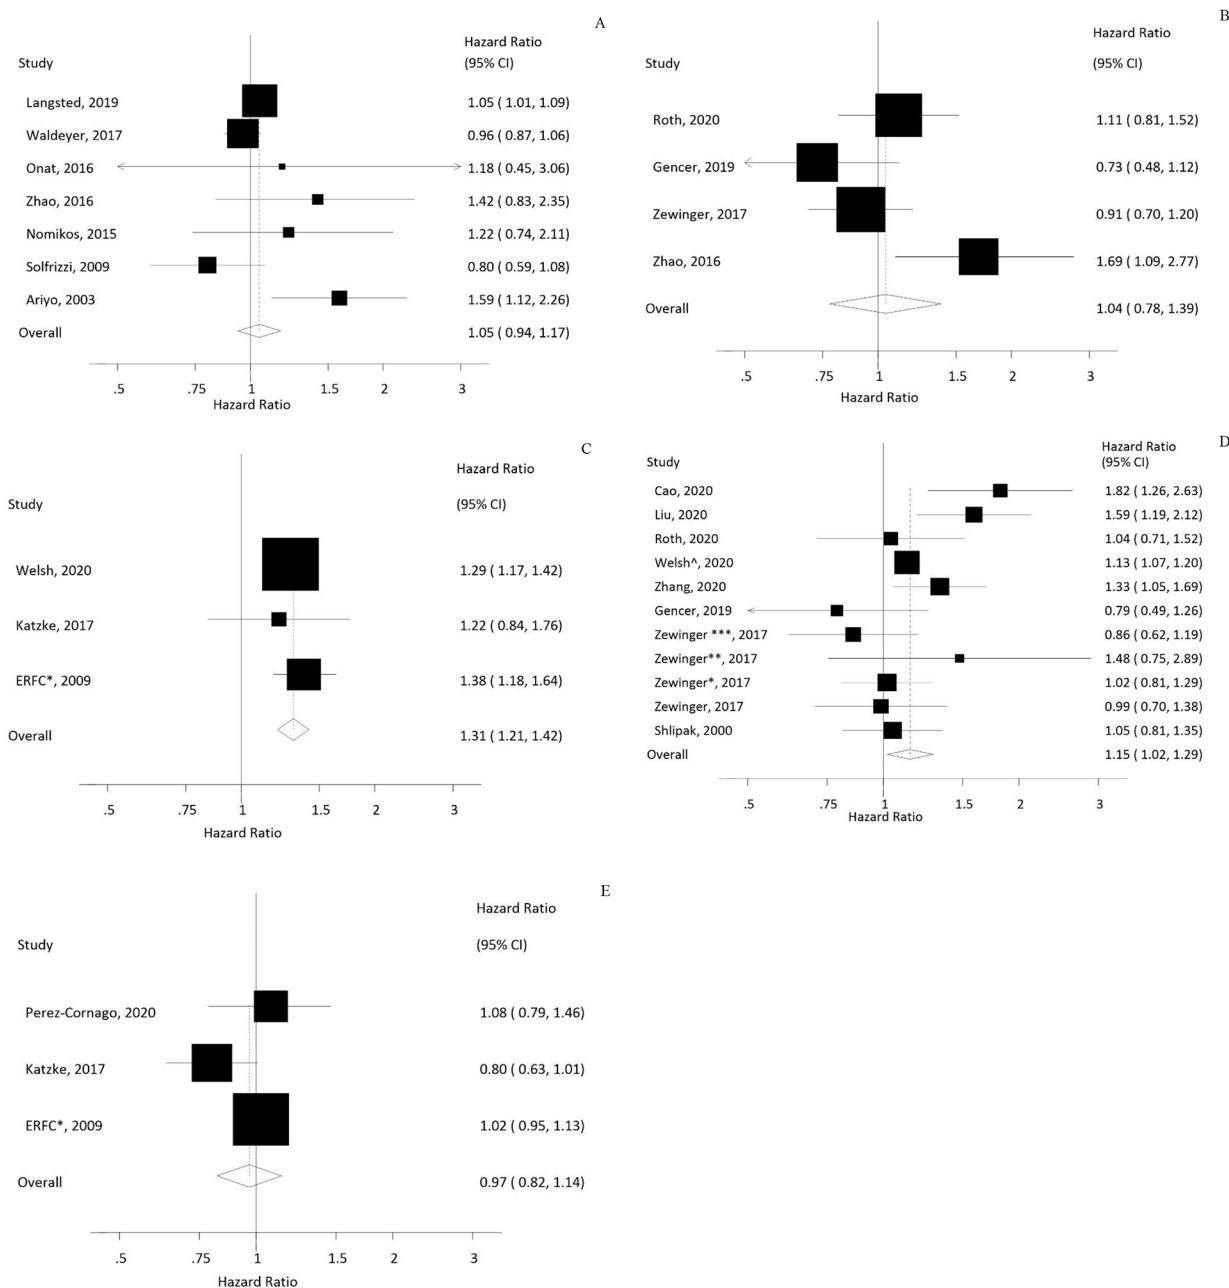 A
Hazard Ratio
Study (95% CI)
Langsted, 2019 1.05 ( 1.01, 1.09)
Waldeyer, 2017 0.96 ( 0.87, 1.06)
Onat, 2016 1.18 ( 0.45, 3.06)
Zhao, 2016 1.42 ( 0.83, 2.35)
Nomikos, 2015 1.22 ( 0.74, 2.11)
Solfrizzi, 2009 0.80 ( 0.59, 1.08)
Ariyo, 2003 1.59 ( 1.12, 2.26)
Overall 1.05 ( 0.94, 1.17)
.5 .75 1 1.5 2 3
Hazard Ratio
B
Hazard Ratio
Study (95% CI)
Roth, 2020 1.11 ( 0.81, 1.52)
Gencer, 2019 0.73 ( 0.48, 1.12)
Zewinger, 2017 0.91 ( 0.70, 1.20)
Zhao, 2016 1.69 ( 1.09, 2.77)
Overall 1.04 ( 0.78, 1.39)
.5 .75 1 1.5 2 3
Hazard Ratio
C
Hazard Ratio
Study (95% CI)
Welsh, 2020 1.29 ( 1.17, 1.42)
Katzke, 2017 1.22 ( 0.84, 1.76)
ERFC*, 2009 1.38 ( 1.18, 1.64)
Overall 1.31 ( 1.21, 1.42)
.5 .75 1 1.5 2 3
Hazard Ratio
D
Hazard Ratio
Study (95% CI)
Cao, 2020 1.82 ( 1.26, 2.63)
Liu, 2020 1.59 ( 1.19, 2.12)
Roth, 2020 1.04 ( 0.71, 1.52)
Welsh^, 2020 1.13 ( 1.07, 1.20)
Zhang, 2020 1.33 ( 1.05, 1.69)
Gencer, 2019 0.79 ( 0.49, 1.26)
Zewinger ***, 2017 0.86 ( 0.62, 1.19)
Zewinger**, 2017 1.48 ( 0.75, 2.89)
Zewinger*, 2017 1.02 ( 0.81, 1.29)
Zewinger, 2017 0.99 ( 0.70, 1.38)
Shlipak, 2000 1.05 ( 0.81, 1.35)
Overall 1.15 ( 1.02, 1.29)
.5 .75 1 1.5 2 3
Hazard Ratio
E
Hazard Ratio
Study (95% CI)
Perez-Cornago, 2020 1.08 ( 0.79, 1.46)
Katzke, 2017 0.80 ( 0.63, 1.01)
ERFC*, 2009 1.02 ( 0.95, 1.13)
Overall 0.97 ( 0.82, 1.14)
.5 .75 1 1.5 2 3
Hazard Ratio